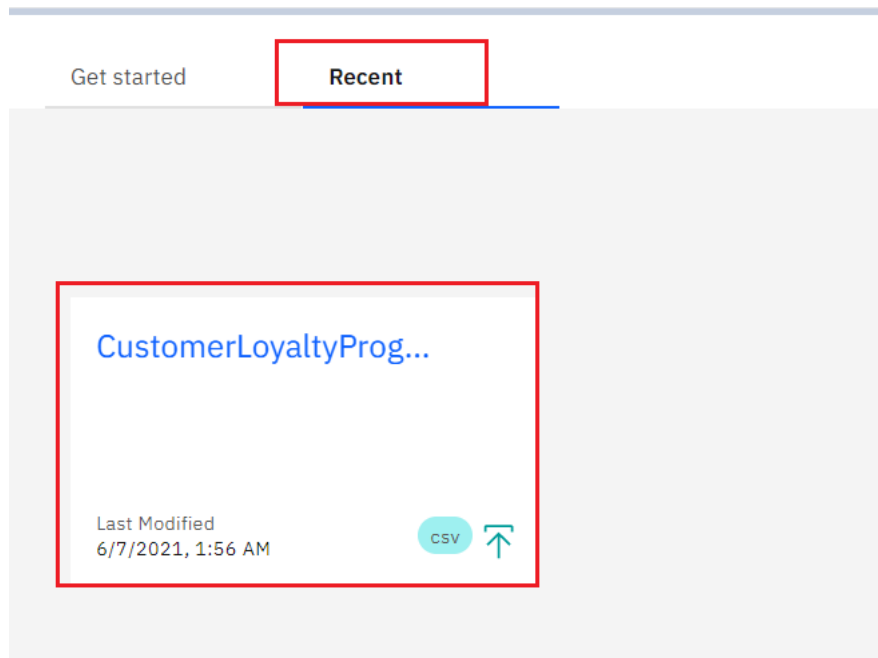 Get started
Recent
CustomerLoyaltyProg...
Last Modified
6/7/2021, 1:56 AM
csv